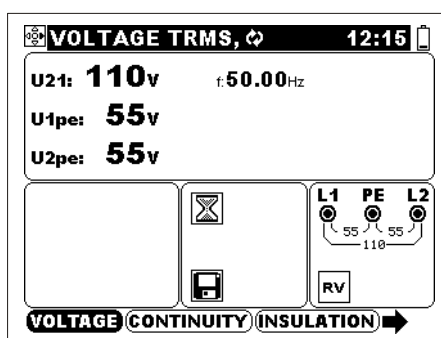 VOLTAGE TRMS, 12:15
U21: 110V f:50.00Hz
U1pe: 55V
U2pe: 55V
L1 PE L2
55 55
110
RV
VOLTAGE CONTINUITY INSULATION